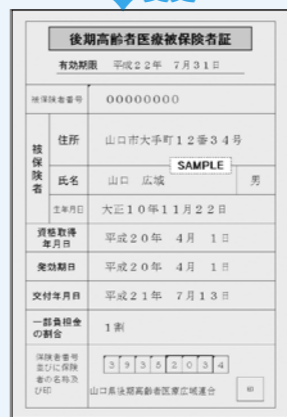 変更
後期高齢者医療被保険者証
有効期限 平成22年 7月31日
被保険者番号 00000000
被保険者
住所 山口市大手町12番34号
SAMPLE
氏名 山口 広域 男
生年月日 大正10年11月22日
資格取得年月日 平成20年 4月 1日
発効期日 平成20年 4月 1日
交付年月日 平成21年 7月13日
一部負担金の割合 1割
保険者番号並びに保険者の名称及び印 39352034
山口県後期高齢者医療広域連合 印